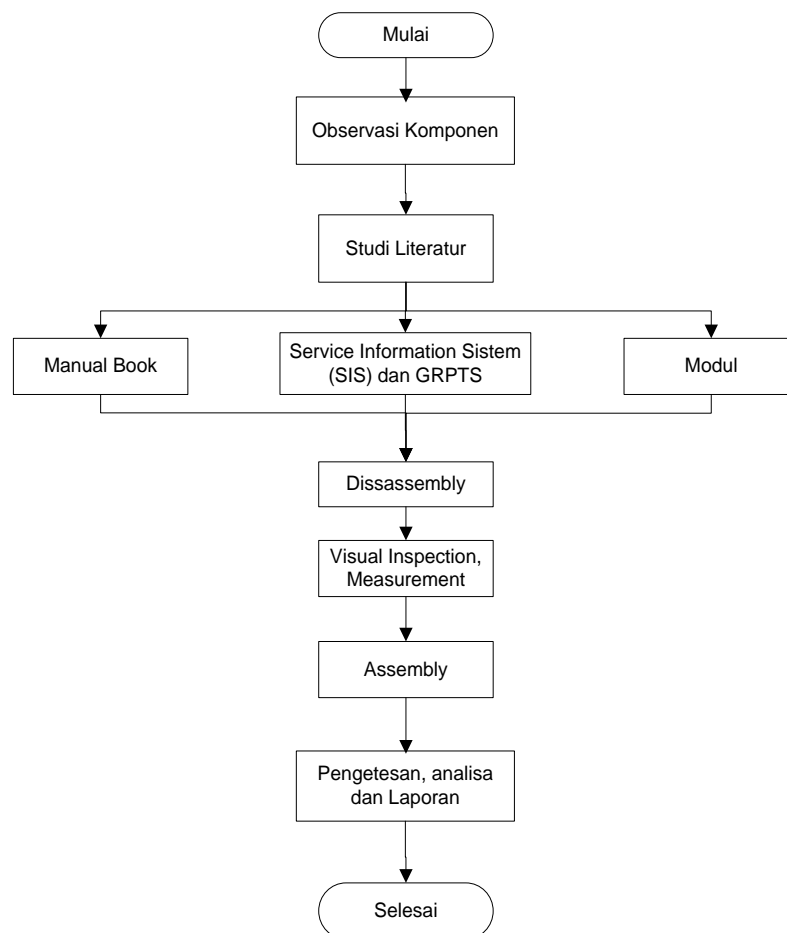 Mulai
Observasi Komponen
Studi Literatur
Manual Book
Service Information Sistem
(SIS) dan GRPTS
Modul
Dissassembly
Visual Inspection,
Measurement
Assembly
Pengetesan, analisa
dan Laporan
Selesai